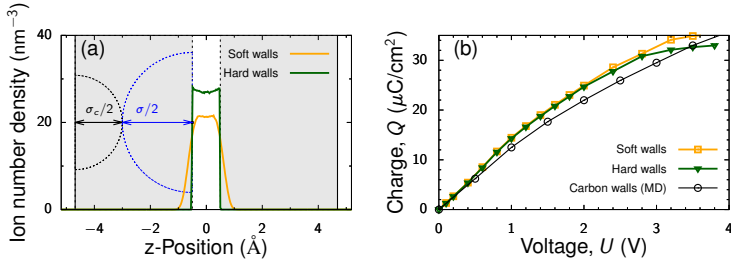 (a)
Soft walls
Hard walls
σc/2
σ/2
Ion number density (nm⁻³)
0
10
20
30
40
−4
−2
0
2
4
z-Position (Å)
(b)
Soft walls
Hard walls
Carbon walls (MD)
Charge, Q (μC/cm²)
0
10
20
30
0
1
2
3
4
Voltage, U (V)